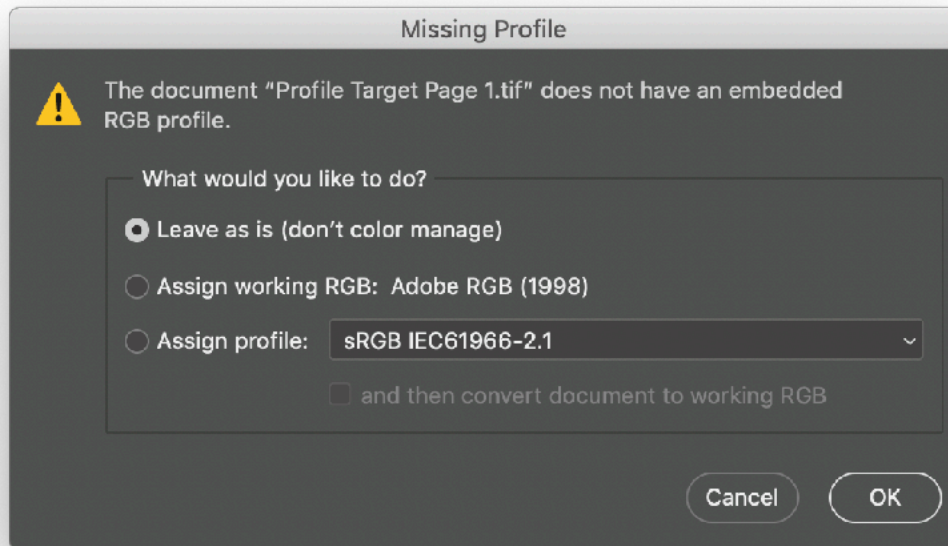 Missing Profile
The document “Profile Target Page 1.tif” does not have an embedded
RGB profile.
What would you like to do?
Leave as is (don’t color manage)
Assign working RGB: Adobe RGB (1998)
Assign profile: sRGB IEC61966-2.1
and then convert document to working RGB
Cancel OK